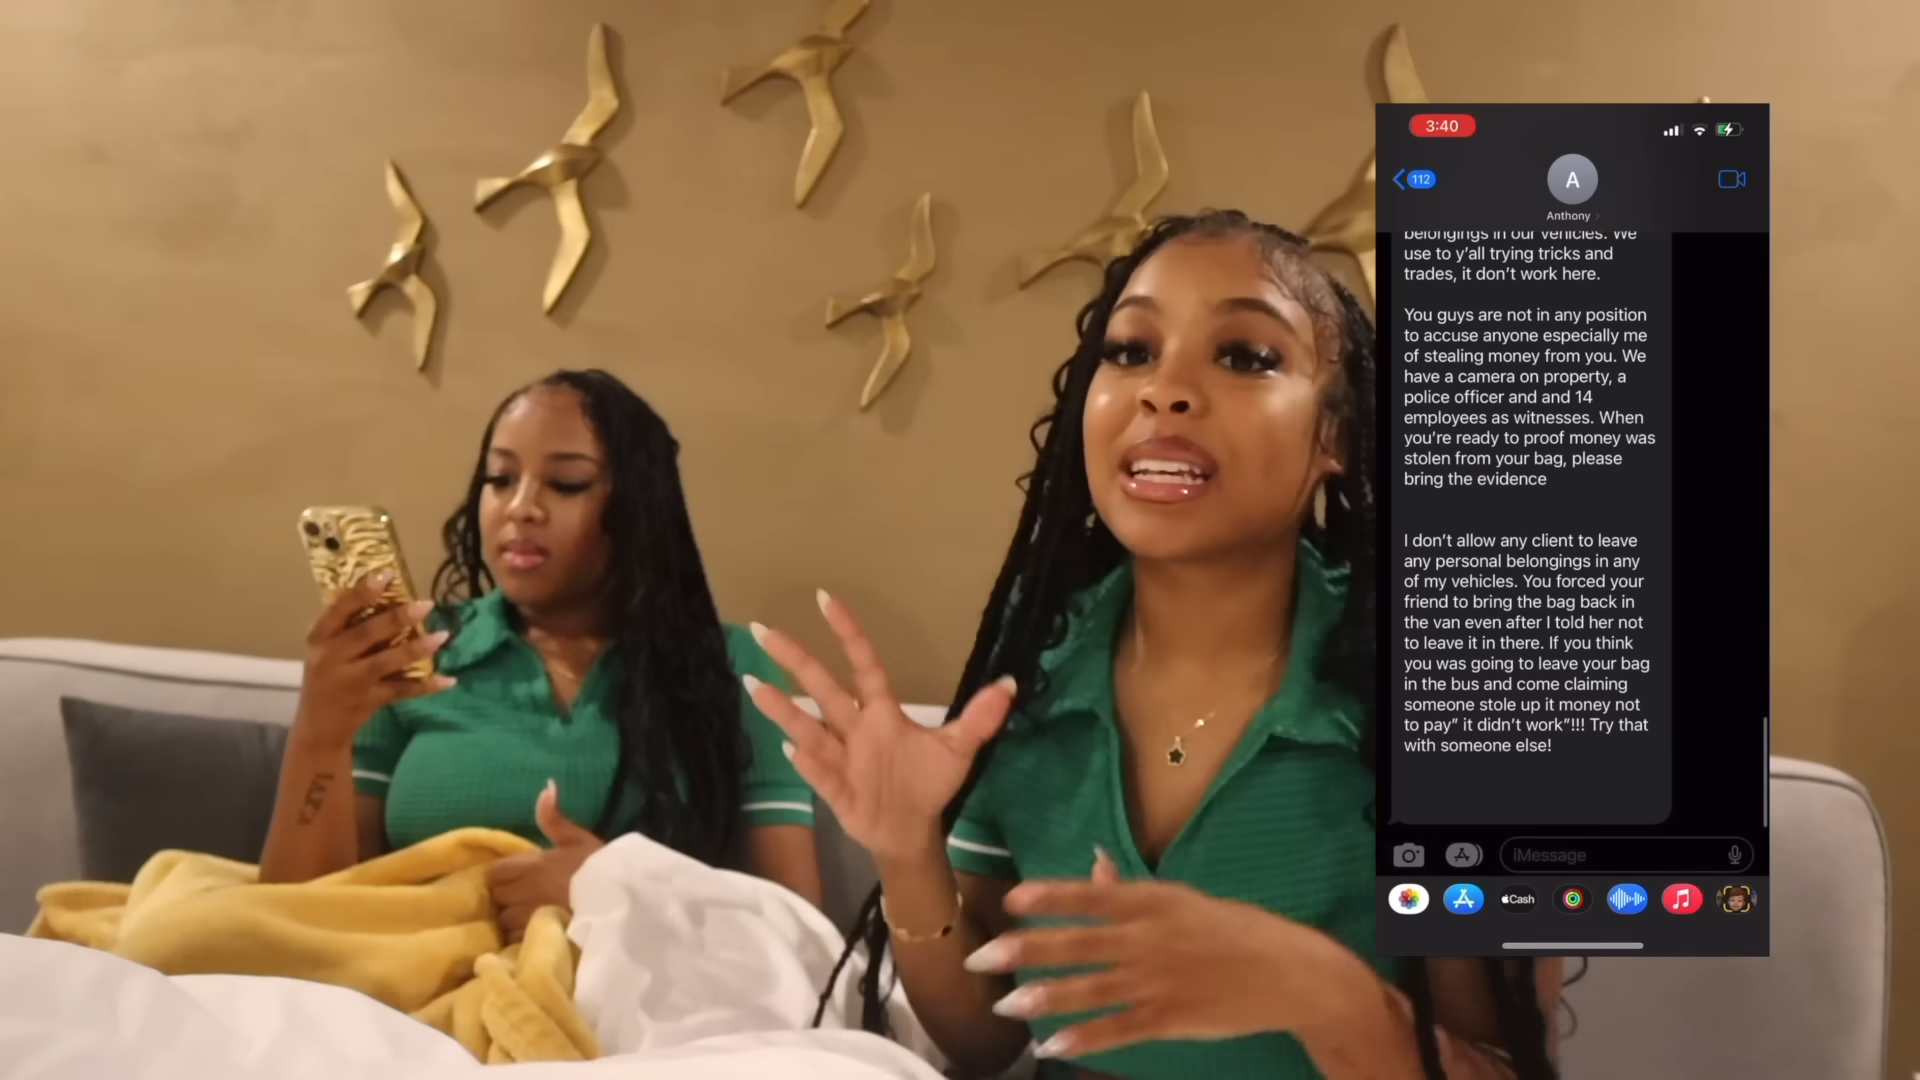 3:40
112
A
Anthony
belongings in our vehicles. We
use to y'all trying tricks and
trades, it don't work here.
You guys are not in any position
to accuse anyone especially me
of stealing money from you. We
have a camera on property, a
police officer and and 14
employees as witnesses. When
you're ready to proof money was
stolen from your bag, please
bring the evidence
I don't allow any client to leave
any personal belongings in any
of my vehicles. You forced your
friend to bring the bag back in
the van even after I told her not
to leave it in there. If you think
you was going to leave your bag
in the bus and come claiming
someone stole up it money not
to pay” it didn't work”!!! Try that
with someone else!
iMessage
Cash